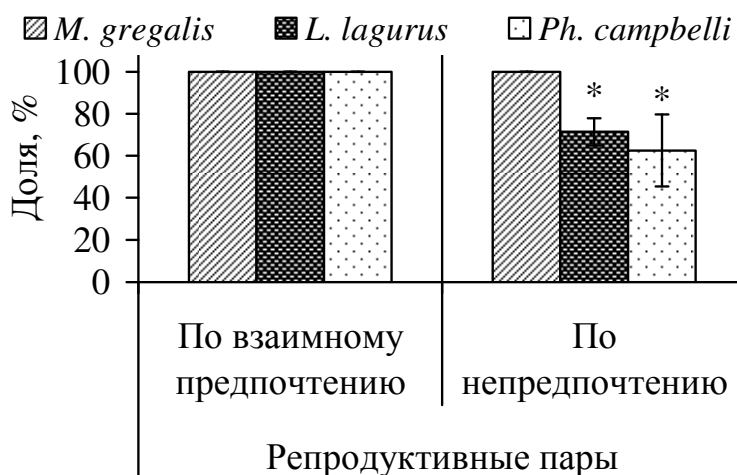 M. gregalis L. lagurus Ph. campbelli
Доля, %
100
80
60
40
20
0
* *
По взаимному предпочтению
По непредпочтению
Репродуктивные пары